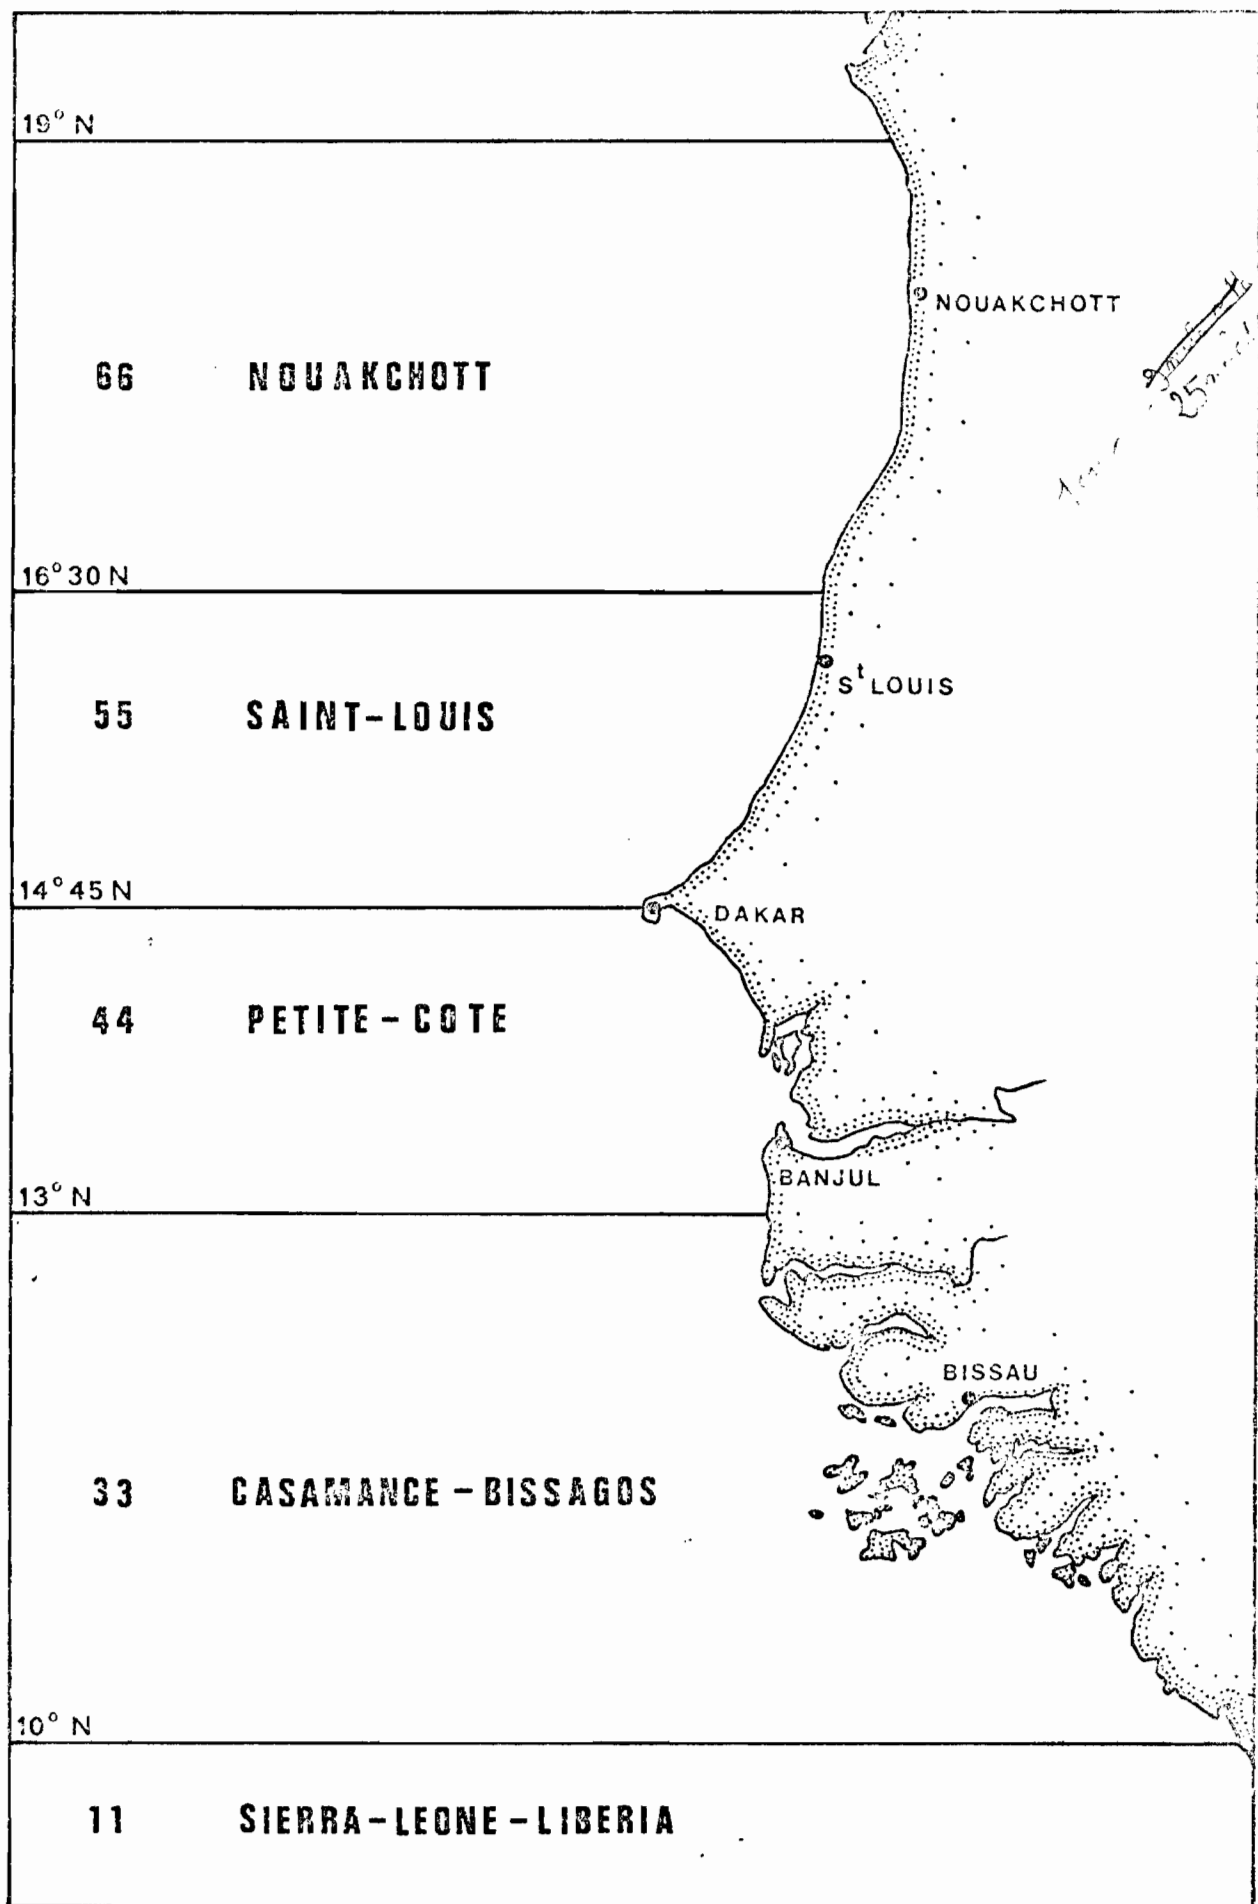 19° N
NOUAKCHOTT
66 NOUAKCHOTT
25
16° 30 N
St LOUIS
55 SAINT-LOUIS
14° 45 N
DAKAR
44 PETITE-COTE
BANJUL
13° N
BISSAU
33 CASAMANCE-BISSAGOS
10° N
11 SIERRA-LEONE-LIBERIA